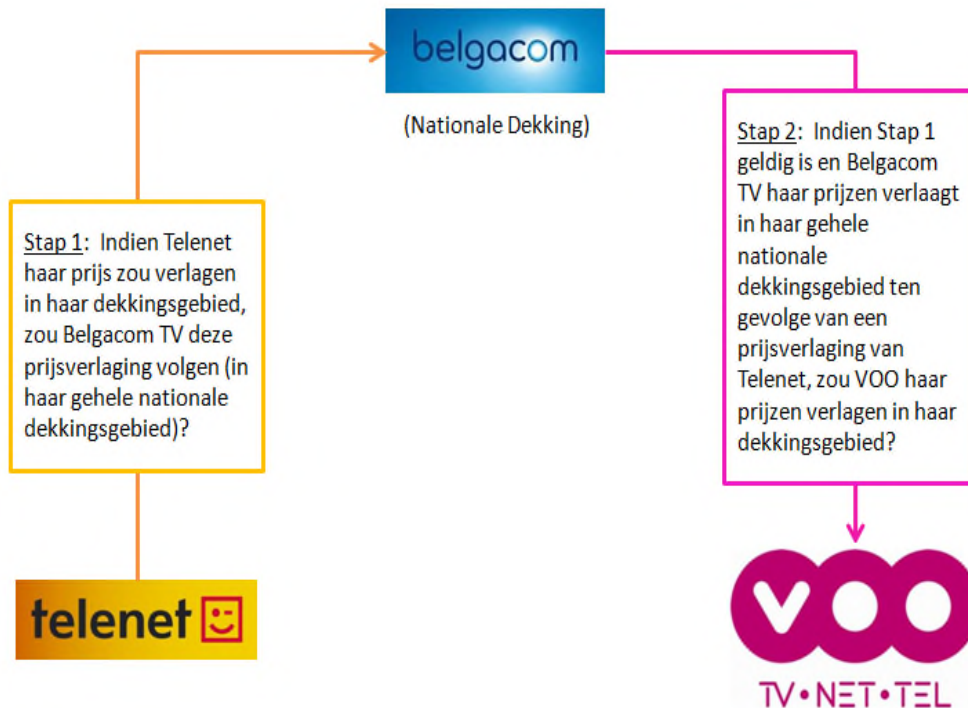 belgacom
(Nationale Dekking)
Stap 1: Indien Telenet
haar prijs zou verlagen
in haar dekkingsgebied,
zou Belgacom TV deze
prijsverlaging volgen (in
haar gehele nationale
dekkingsgebied)?
Stap 2: Indien Stap 1
geldig is en Belgacom
TV haar prijzen verlaagt
in haar gehele
nationale
dekkingsgebied ten
gevolge van een
prijsverlaging van
Telenet, zou VOO haar
prijzen verlagen in haar
dekkingsgebied?
telenet
VOO
TV•NET•TEL